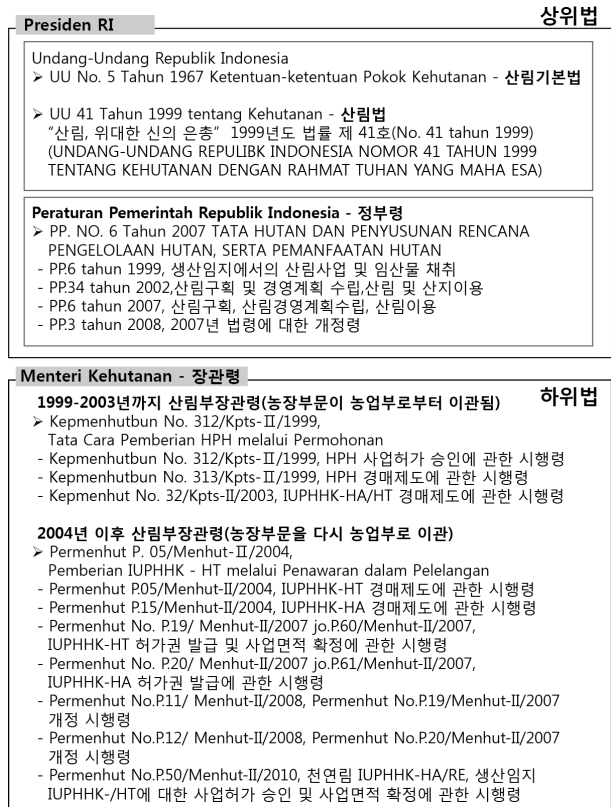 상위법
Presiden RI
Undang-Undang Republik Indonesia
➢ UU No. 5 Tahun 1967 Ketentuan-ketentuan Pokok Kehutanan - 산림기본법
➢ UU 41 Tahun 1999 tentang Kehutanan - 산림법
“산림, 위대한 신의 은총” 1999년도 법률 제 41호(No. 41 tahun 1999)
(UNDANG-UNDANG REPULIBK INDONESIA NOMOR 41 TAHUN 1999
TENTANG KEHUTANAN DENGAN RAHMAT TUHAN YANG MAHA ESA)
Peraturan Pemerintah Republik Indonesia - 정부령
➢ PP. NO. 6 Tahun 2007 TATA HUTAN DAN PENYUSUNAN RENCANA
PENGELOLAAN HUTAN, SERTA PEMANFAATAN HUTAN
- PP.6 tahun 1999, 생산임지에서의 산림사업 및 임산물 채취
- PP.34 tahun 2002,산림구획 및 경영계획 수립,산림 및 산지이용
- PP.6 tahun 2007, 산림구획, 산림경영계획수립, 산림이용
- PP.3 tahun 2008, 2007년 법령에 대한 개정령
Menteri Kehutanan - 장관령
하위법
1999-2003년까지 산림부장관령(농장부문이 농업부로부터 이관됨)
➢ Kepmenhutbun No. 312/Kpts-Ⅱ/1999,
Tata Cara Pemberian HPH melalui Permohonan
- Kepmenhutbun No. 312/Kpts-Ⅱ/1999, HPH 사업허가 승인에 관한 시행령
- Kepmenhutbun No. 313/Kpts-Ⅱ/1999, HPH 경매제도에 관한 시행령
- Kepmenhut No. 32/Kpts-II/2003, IUPHHK-HA/HT 경매제도에 관한 시행령
2004년 이후 산림부장관령(농장부문을 다시 농업부로 이관)
➢ Permenhut P. 05/Menhut-Ⅱ/2004,
Pemberian IUPHHK - HT melalui Penawaran dalam Pelelangan
- Permenhut P.05/Menhut-II/2004, IUPHHK-HT 경매제도에 관한 시행령
- Permenhut P.15/Menhut-II/2004, IUPHHK-HA 경매제도에 관한 시행령
- Permenhut No. P.19/ Menhut-II/2007 jo.P.60/Menhut-II/2007,
IUPHHK-HT 허가권 발급 및 사업면적 확정에 관한 시행령
- Permenhut No. P.20/ Menhut-II/2007 jo.P.61/Menhut-II/2007,
IUPHHK-HA 허가권 발급에 관한 시행령
- Permenhut No.P.11/ Menhut-II/2008, Permenhut No.P.19/Menhut-II/2007
개정 시행령
- Permenhut No.P.12/ Menhut-II/2008, Permenhut No.P.20/Menhut-II/2007
개정 시행령
- Permenhut No.P.50/Menhut-II/2010, 천연림 IUPHHK-HA/RE, 생산임지
IUPHHK-/HT에 대한 사업허가 승인 및 사업면적 확정에 관한 시행령